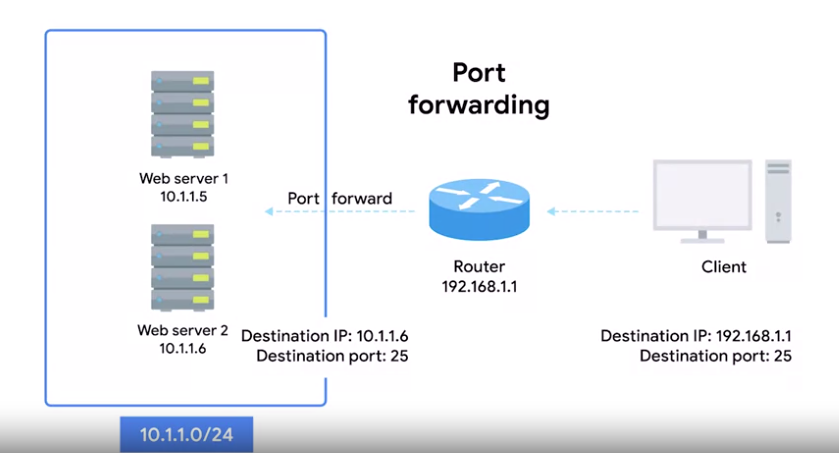 Port
forwarding
Web server 1
10.1.1.5
Port forward
Router
192.168.1.1
Client
Web server 2
10.1.1.6
Destination IP: 10.1.1.6
Destination port: 25
Destination IP: 192.168.1.1
Destination port: 25
10.1.1.0/24